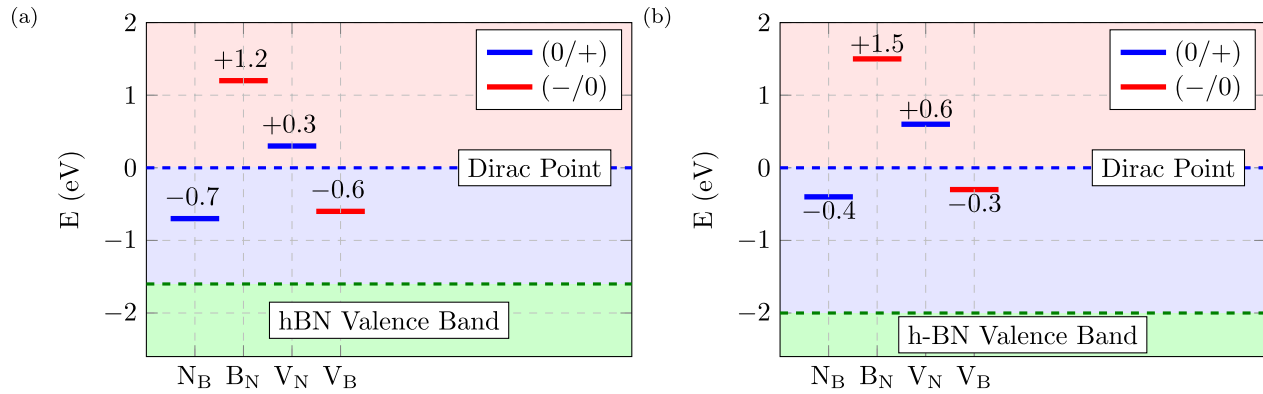 (a)
E (eV)
2
1
0
−1
−2
+1.2
+0.3
−0.7
−0.6
(0/+)
(−/0)
Dirac Point
hBN Valence Band
N_B B_N V_N V_B
(b)
E (eV)
2
1
0
−1
−2
+1.5
+0.6
−0.4
−0.3
(0/+)
(−/0)
Dirac Point
h-BN Valence Band
N_B B_N V_N V_B